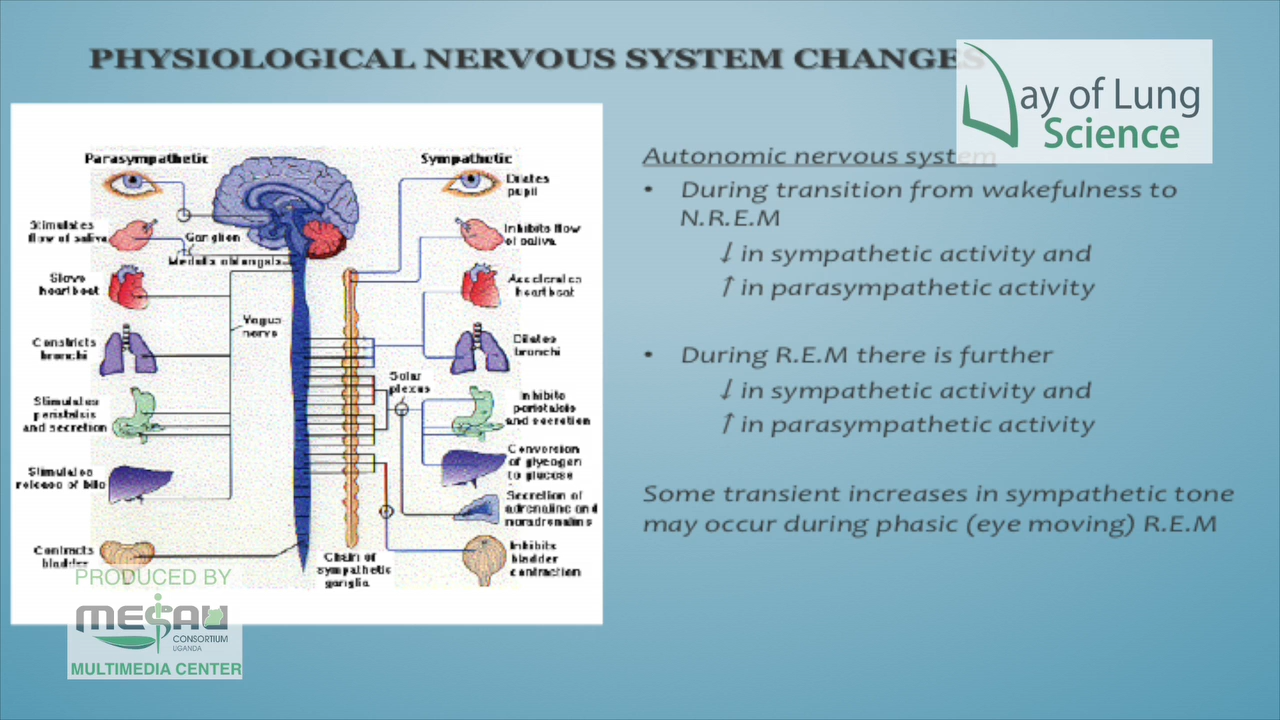 PHYSIOLOGICAL NERVOUS SYSTEM CHANGES
ay of Lung
Science
Autonomic nervous system
• During transition from wakefulness to
N.R.E.M
↓ in sympathetic activity and
↑ in parasympathetic activity
• During R.E.M there is further
↓ in sympathetic activity and
↑ in parasympathetic activity
Some transient increases in sympathetic tone
may occur during phasic (eye moving) R.E.M
Parasympathetic
Stimulates
flow of saliva
Slows
heartbeat
Constricts
bronchi
Stimulates
peristalsis
and secretion
Stimulates
release of bile
Contracts
bladder
Ganglion
Medulla oblongata
Vagus
nerve
Solar
plexus
Chain of
sympathetic
ganglia
Sympathetic
Dilates
pupil
Inhibits flow
of saliva
Accelerates
heartbeat
Dilates
bronchi
Inhibits
peristalsis
and secretion
Conversion
of glycogen
to glucose
Secretion of
adrenaline and
noradrenaline
Inhibits
bladder
contraction
PRODUCED BY
MESAU
CONSORTIUM
UGANDA
MULTIMEDIA CENTER